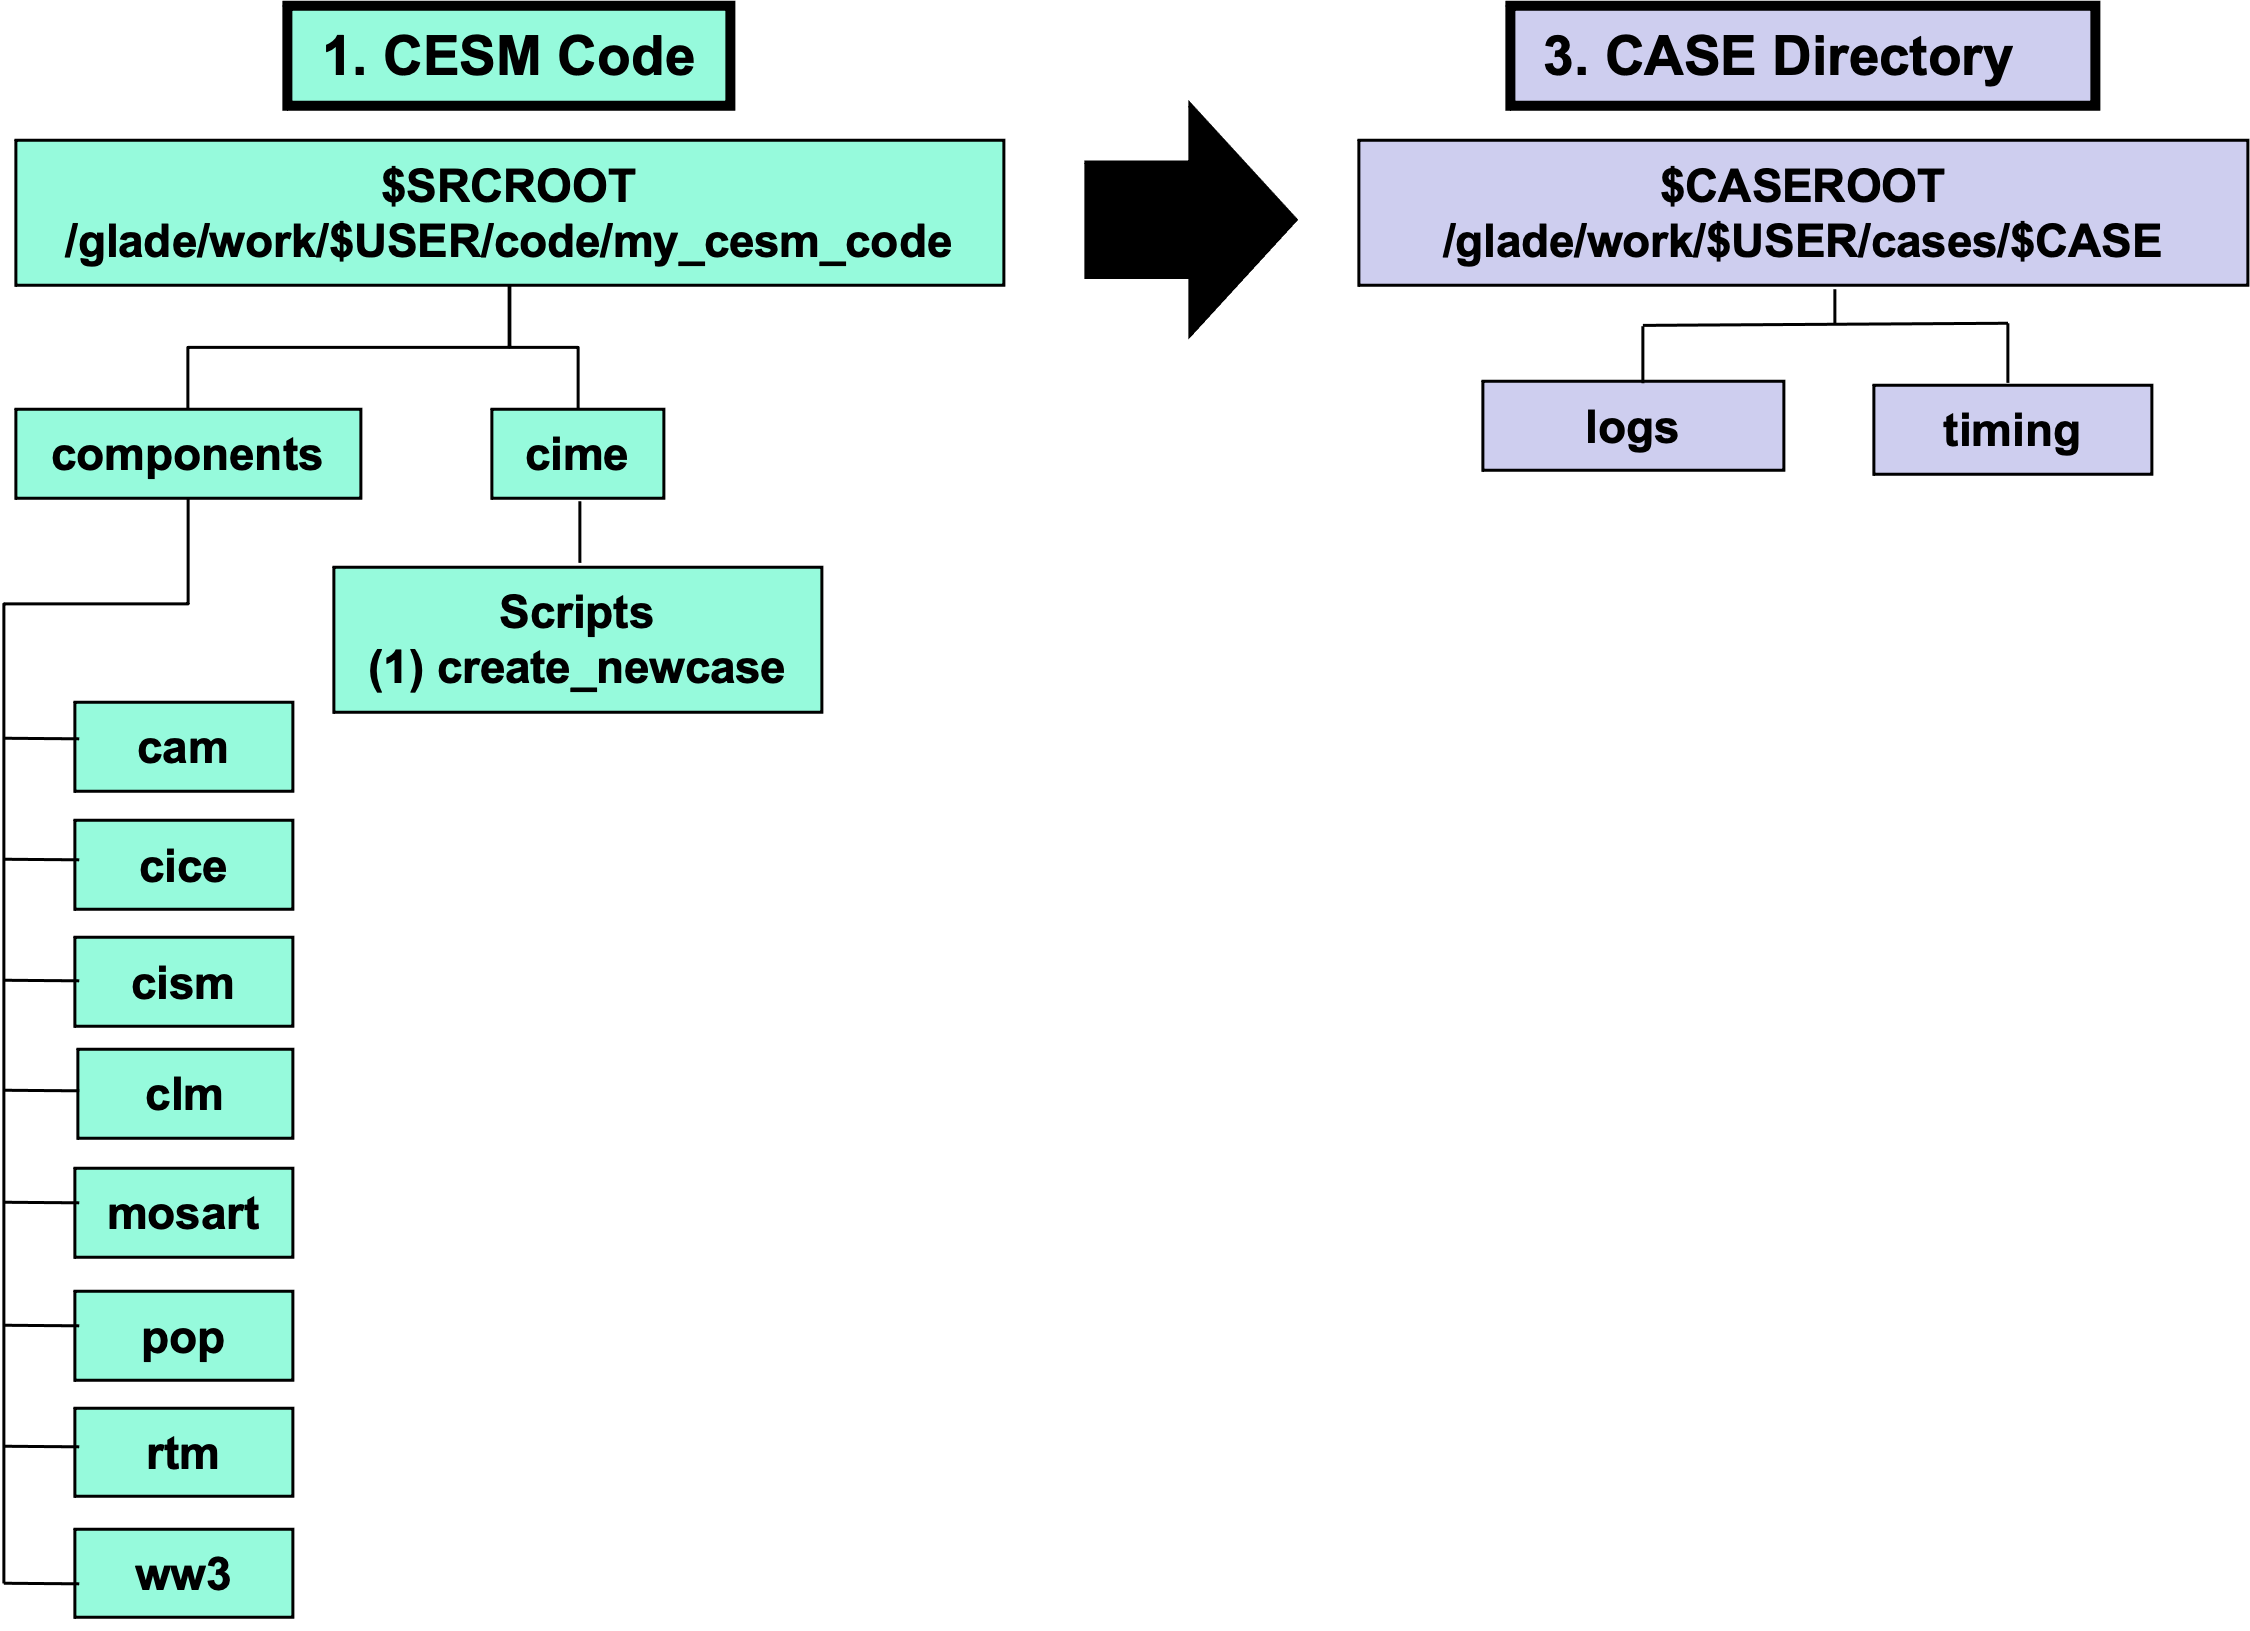 1. CESM Code
$SRCROOT
/glade/work/$USER/code/my_cesm_code
components
cime
Scripts
(1) create_newcase
cam
cice
cism
clm
mosart
pop
rtm
ww3
3. CASE Directory
$CASEROOT
/glade/work/$USER/cases/$CASE
logs
timing